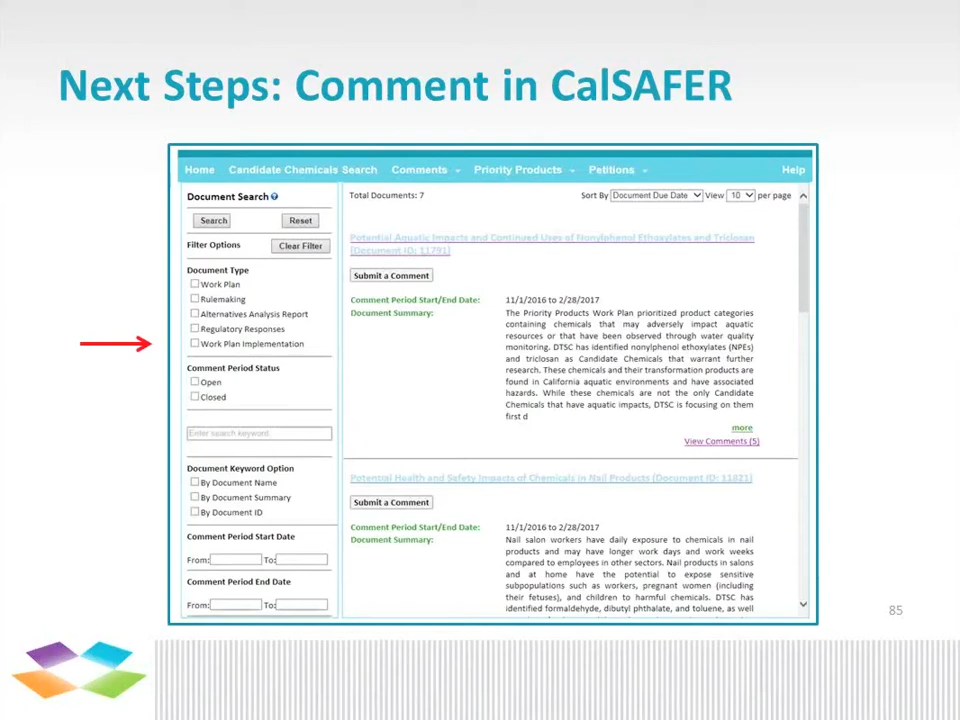 Next Steps: Comment in CalSAFER
Home Candidate Chemicals Search Comments Priority Products Petitions Help
Document Search
Search Reset
Filter Options Clear Filter
Document Type
Work Plan
Rulemaking
Alternatives Analysis Report
Regulatory Responses
Work Plan Implementation
Comment Period Status
Open
Closed
Enter search keyword
Document Keyword Option
By Document Name
By Document Summary
By Document ID
Comment Period Start Date
From: To:
Comment Period End Date
From: To:
Total Documents: 7 Sort By Document Due Date View 10 per page
Potential Aquatic Impacts and Continued Uses of Nonylphenol Ethoxylates and Triclosan
(Document ID: 11791)
Submit a Comment
Comment Period Start/End Date: 11/1/2016 to 2/28/2017
Document Summary: The Priority Products Work Plan prioritized product categories
containing chemicals that may adversely impact aquatic
resources or that have been observed through water quality
monitoring. DTSC has identified nonylphenol ethoxylates (NPEs)
and triclosan as Candidate Chemicals that warrant further
research. These chemicals and their transformation products are
found in California aquatic environments and have associated
hazards. While these chemicals are not the only Candidate
Chemicals that have aquatic impacts, DTSC is focusing on them
first d
more
View Comments (5)
Potential Health and Safety Impacts of Chemicals in Nail Products (Document ID: 11821)
Submit a Comment
Comment Period Start/End Date: 11/1/2016 to 2/28/2017
Document Summary: Nail salon workers have daily exposure to chemicals in nail
products and may have longer work days and work weeks
compared to employees in other sectors. Nail products in salons
and at home have the potential to expose sensitive
subpopulations such as workers, pregnant women (including
their fetuses), and children to harmful chemicals. DTSC has
identified formaldehyde, dibutyl phthalate, and toluene, as well
85